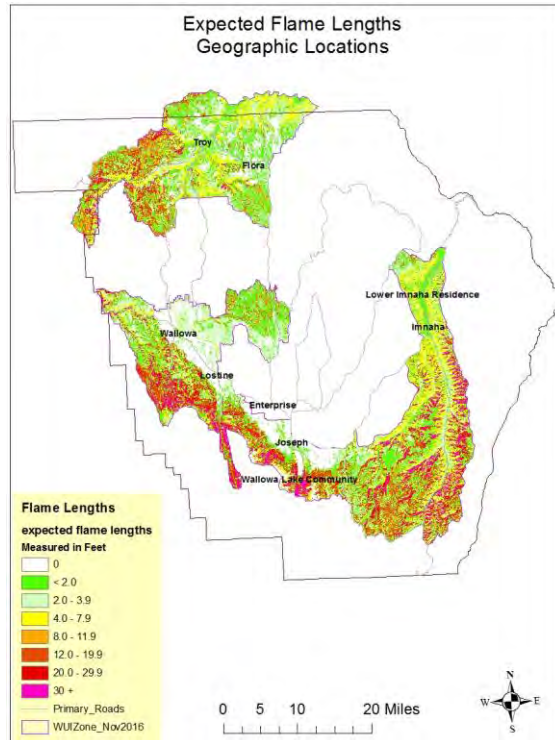 Expected Flame Lengths
Geographic Locations
Troy
Flora
Lower Imnaha Residence
Imnaha
Wallowa
Lostine
Enterprise
Joseph
Wallowa Lake Community
Flame Lengths
expected flame lengths
Measured in Feet
0
< 2.0
2.0 - 3.9
4.0 - 7.9
8.0 - 11.9
12.0 - 19.9
20.0 - 29.9
30 +
Primary_Roads
WUIZone_Nov2016
0 5 10 20 Miles
N
W E
S